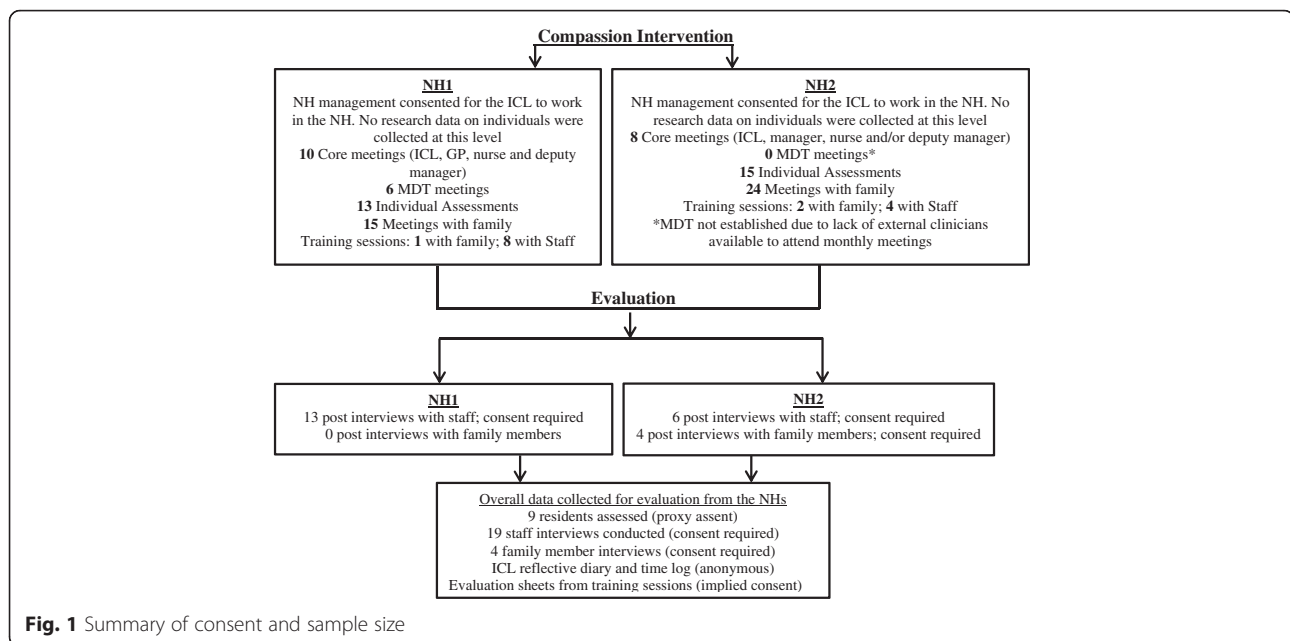 Compassion Intervention
NH1
NH management consented for the ICL to work
in the NH. No research data on individuals were
collected at this level
10 Core meetings (ICL, GP, nurse and deputy
manager)
6 MDT meetings
13 Individual Assessments
15 Meetings with family
Training sessions: 1 with family; 8 with Staff
NH2
NH management consented for the ICL to work in the NH. No
research data on individuals were collected at this level
8 Core meetings (ICL, manager, nurse and/or deputy manager)
0 MDT meetings*
15 Individual Assessments
24 Meetings with family
Training sessions: 2 with family; 4 with Staff
*MDT not established due to lack of external clinicians
available to attend monthly meetings
Evaluation
NH1
13 post interviews with staff; consent required
0 post interviews with family members
NH2
6 post interviews with staff; consent required
4 post interviews with family members; consent required
Overall data collected for evaluation from the NHs
9 residents assessed (proxy assent)
19 staff interviews conducted (consent required)
4 family member interviews (consent required)
ICL reflective diary and time log (anonymous)
Evaluation sheets from training sessions (implied consent)
Fig. 1 Summary of consent and sample size